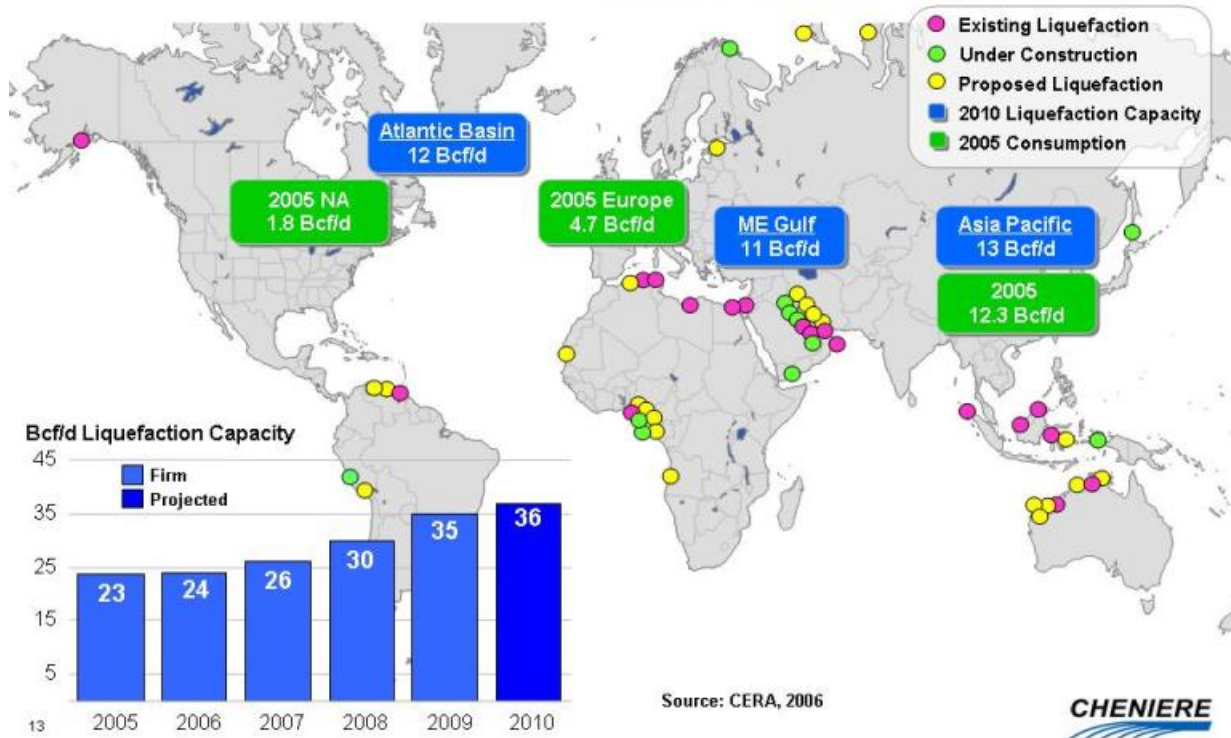 Existing Liquefaction
Under Construction
Proposed Liquefaction
2010 Liquefaction Capacity
2005 Consumption
Atlantic Basin
12 Bcf/d
2005 NA
1.8 Bcf/d
2005 Europe
4.7 Bcf/d
ME Gulf
11 Bcf/d
Asia Pacific
13 Bcf/d
2005
12.3 Bcf/d
Bcf/d Liquefaction Capacity
45
35
25
15
5
Firm
Projected
23
24
26
30
35
36
2005
2006
2007
2008
2009
2010
Source: CERA, 2006
13
CHENIERE